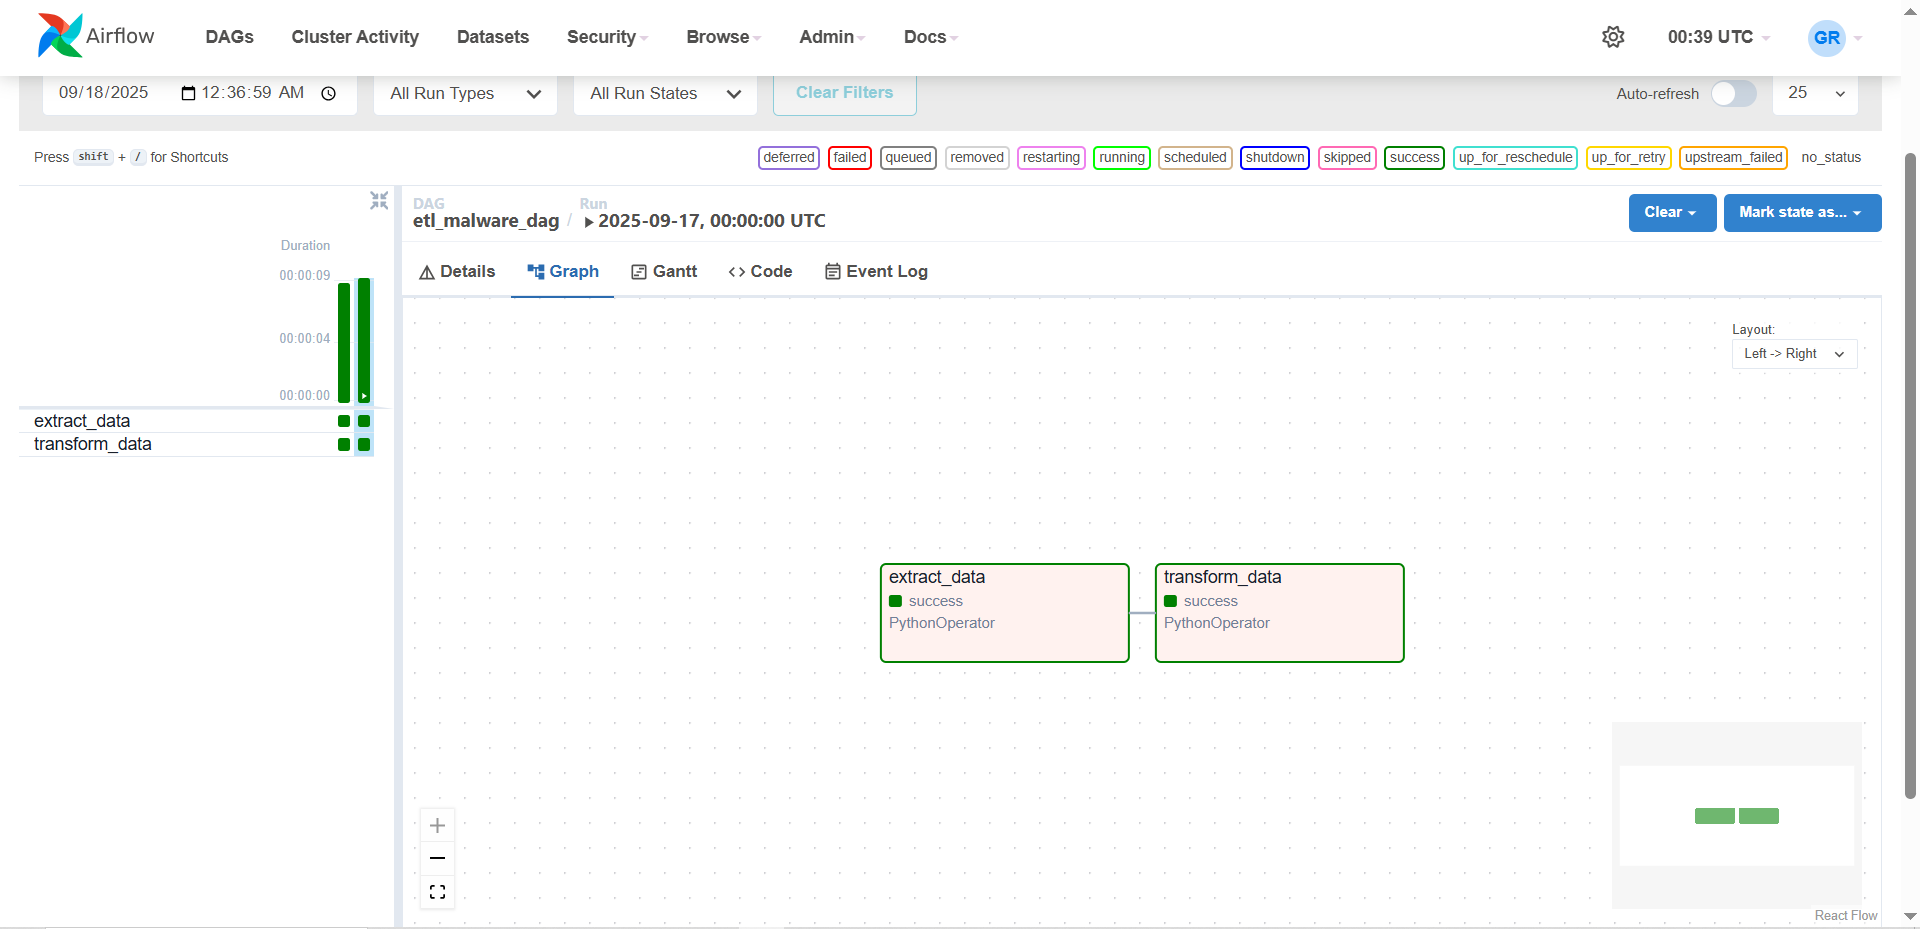 Airflow DAGs Cluster Activity Datasets Security Browse Admin Docs 00:39 UTC GR
09/18/2025 12:36:59 AM All Run Types All Run States Clear Filters Auto-refresh 25
Press shift + / for Shortcuts deferred failed queued removed restarting running scheduled shutdown skipped success up_for_reschedule up_for_retry upstream_failed no_status
DAG Run
etl_malware_dag / 2025-09-17, 00:00:00 UTC Clear Mark state as...
Details Graph Gantt Code Event Log
Duration
00:00:09
00:00:04
00:00:00
extract_data
transform_data
Layout:
Left -> Right
extract_data
success
PythonOperator
transform_data
success
PythonOperator
React Flow